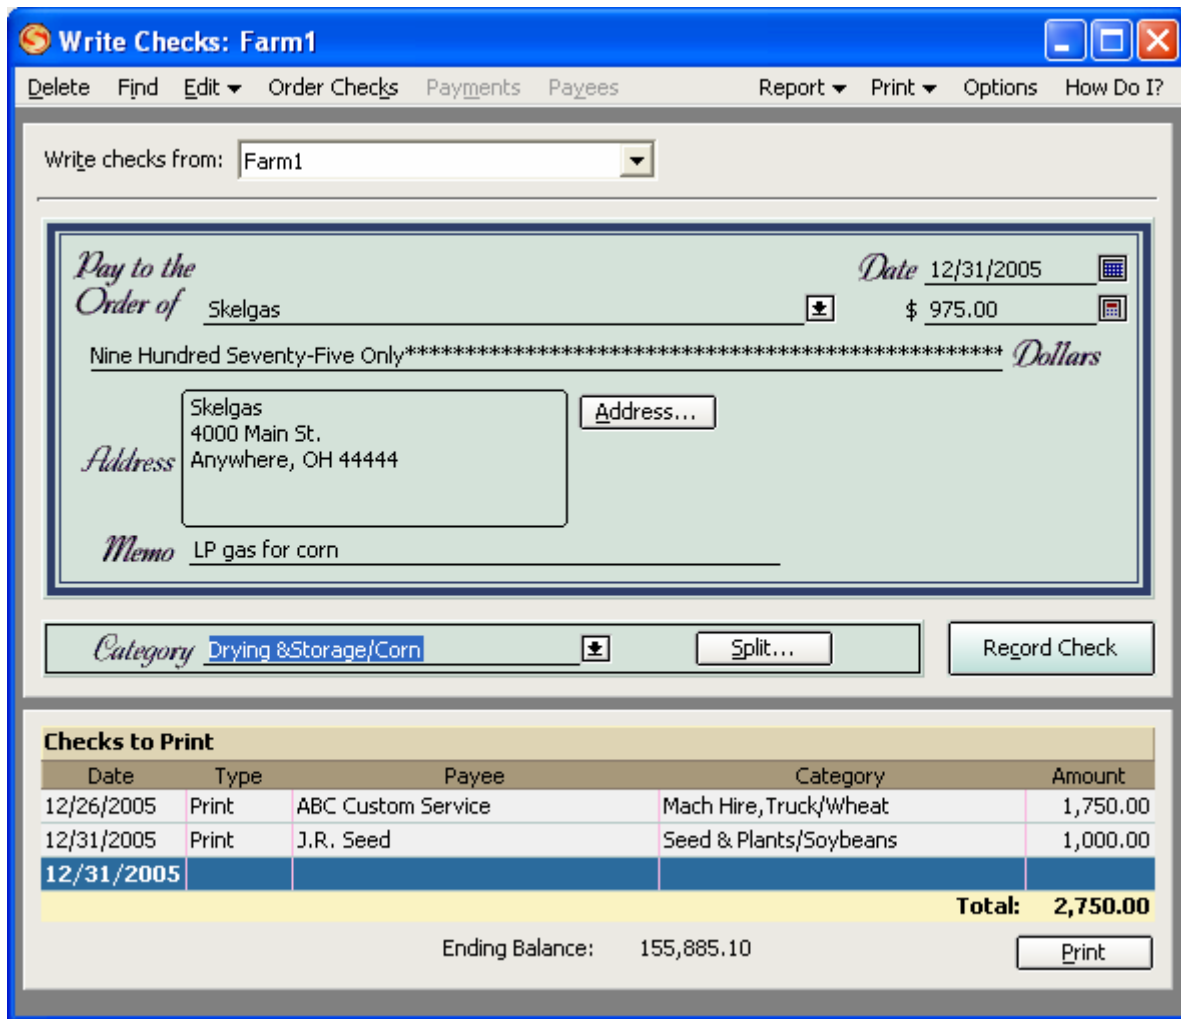 Write Checks: Farm1
Delete Find Edit Order Checks Payments Payees Report Print Options How Do I?
Write checks from: Farm1
Pay to the
Order of Skelgas
Date 12/31/2005
$ 975.00
Nine Hundred Seventy-Five Only**************************************************************** Dollars
Address
Skelgas
4000 Main St.
Anywhere, OH 44444
Address...
Memo LP gas for corn
Category Drying &Storage/Corn Split... Record Check
Checks to Print
Date Type Payee Category Amount
12/26/2005 Print ABC Custom Service Mach Hire,Truck/Wheat 1,750.00
12/31/2005 Print J.R. Seed Seed & Plants/Soybeans 1,000.00
12/31/2005
Total: 2,750.00
Ending Balance: 155,885.10 Print